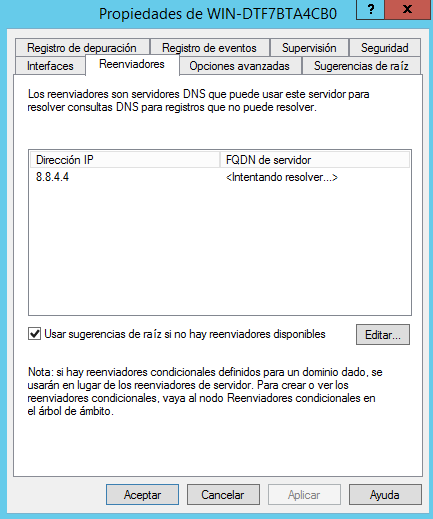 Propiedades de WIN-DTF7BTA4CB0
?
x
Registro de depuración
Registro de eventos
Supervisión
Seguridad
Interfaces
Reenviadores
Opciones avanzadas
Sugerencias de raíz
Los reenviadores son servidores DNS que puede usar este servidor para
resolver consultas DNS para registros que no puede resolver.
Dirección IP
FQDN de servidor
8.8.4.4
<Intentando resolver...>
Usar sugerencias de raíz si no hay reenviadores disponibles
Editar...
Nota: si hay reenviadores condicionales definidos para un dominio dado, se
usarán en lugar de los reenviadores de servidor. Para crear o ver los
reenviadores condicionales, vaya al nodo Reenviadores condicionales en
el árbol de ámbito.
Aceptar
Cancelar
Aplicar
Ayuda